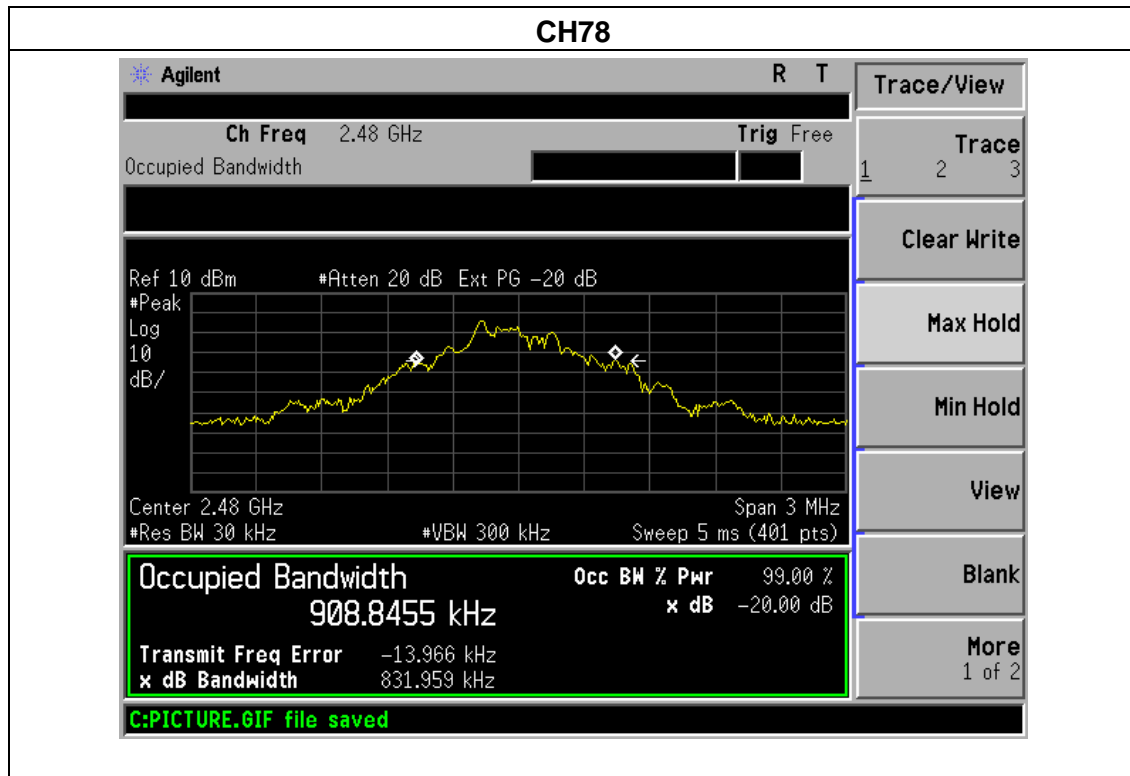 CH78
Agilent R T
Trace/View
Ch Freq 2.48 GHz Trig Free
Occupied Bandwidth
Trace
1 2 3
Clear Write
Ref 10 dBm #Atten 20 dB Ext PG -20 dB
#Peak
Log
10
dB/
Max Hold
Min Hold
View
Center 2.48 GHz Span 3 MHz
#Res BW 30 kHz #VBW 300 kHz Sweep 5 ms (401 pts)
Occupied Bandwidth Occ BW % Pwr 99.00 %
908.8455 kHz x dB -20.00 dB
Blank
Transmit Freq Error -13.966 kHz
x dB Bandwidth 831.959 kHz
More
1 of 2
C:PICTURE.GIF file saved